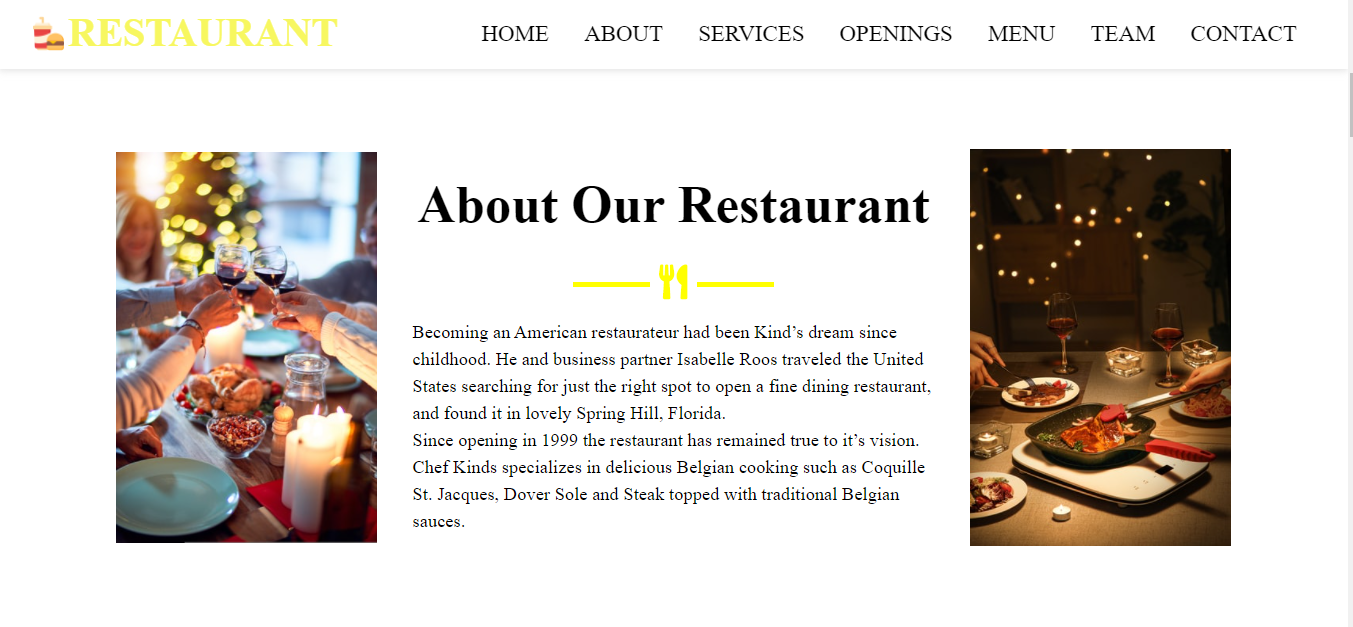 RESTAURANT HOME ABOUT SERVICES OPENINGS MENU TEAM CONTACT
About Our Restaurant
Becoming an American restaurateur had been Kind’s dream since
childhood. He and business partner Isabelle Roos traveled the United
States searching for just the right spot to open a fine dining restaurant,
and found it in lovely Spring Hill, Florida.
Since opening in 1999 the restaurant has remained true to it’s vision.
Chef Kinds specializes in delicious Belgian cooking such as Coquille
St. Jacques, Dover Sole and Steak topped with traditional Belgian
sauces.